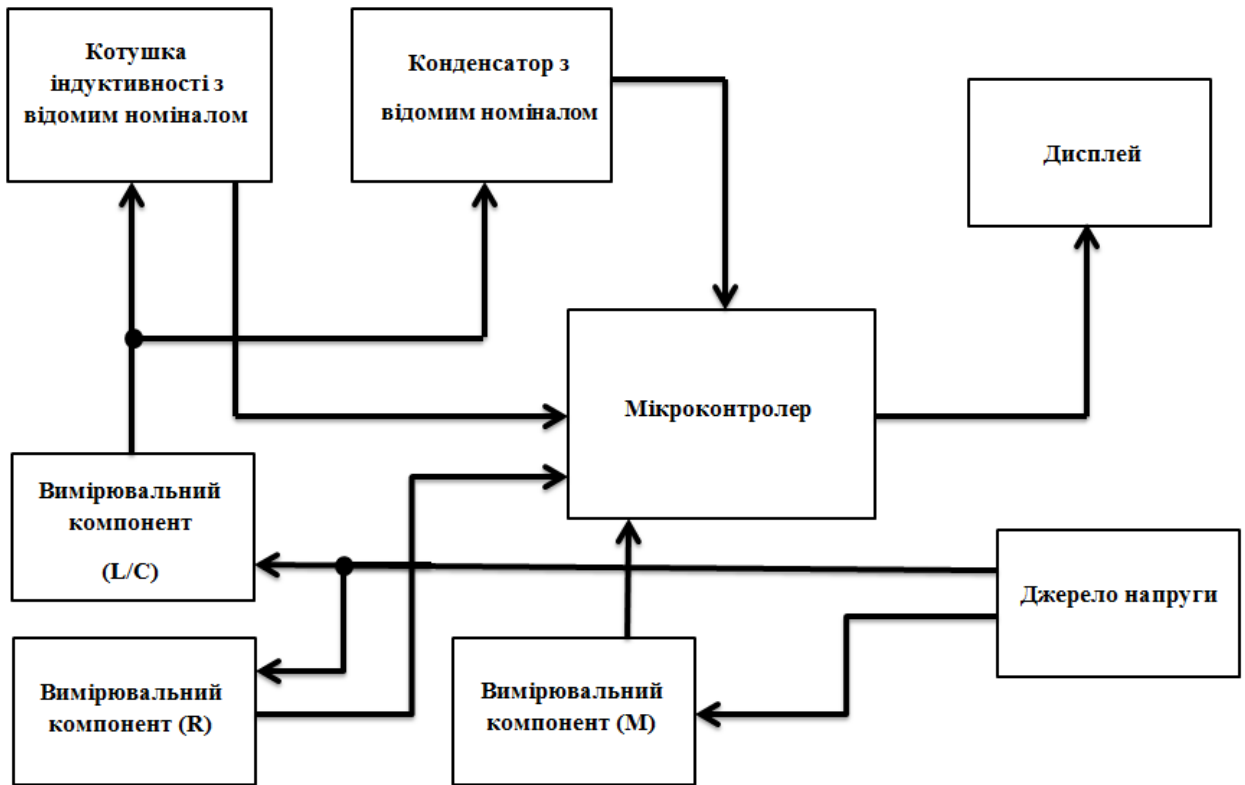 Котушка
індуктивності з
відомим номіналом
Конденсатор з
відомим номіналом
Дисплей
Мікроконтролер
Вимірювальний
компонент
(L/C)
Джерело напруги
Вимірювальний
компонент (R)
Вимірювальний
компонент (M)